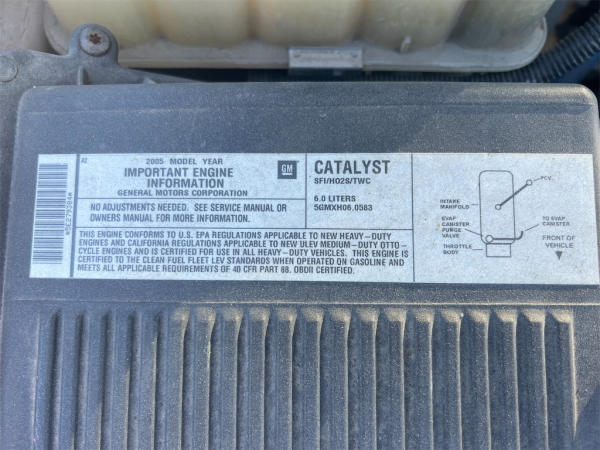 A2
2005 MODEL YEAR
IMPORTANT ENGINE
INFORMATION
GENERAL MOTORS CORPORATION
GM
NO ADJUSTMENTS NEEDED. SEE SERVICE MANUAL OR
OWNERS MANUAL FOR MORE INFORMATION.
CATALYST
SFI/HO2S/TWC
6.0 LITERS
5GMXH06.0583
THIS ENGINE CONFORMS TO U.S. EPA REGULATIONS APPLICABLE TO NEW HEAVY-DUTY
ENGINES AND CALIFORNIA REGULATIONS APPLICABLE TO NEW ULEV MEDIUM-DUTY OTTO-
CYCLE ENGINES AND IS CERTIFIED FOR USE IN ALL HEAVY-DUTY VEHICLES. THIS ENGINE IS
CERTIFIED TO THE CLEAN FUEL FLEET LEV STANDARDS WHEN OPERATED ON GASOLINE AND
MEETS ALL APPLICABLE REQUIREMENTS OF 40 CFR PART 88. OBDII CERTIFIED.
PCV
INTAKE
MANIFOLD
EVAP
CANISTER
PURGE
VALVE
THROTTLE
BODY
TO EVAP
CANISTER
FRONT OF
VEHICLE